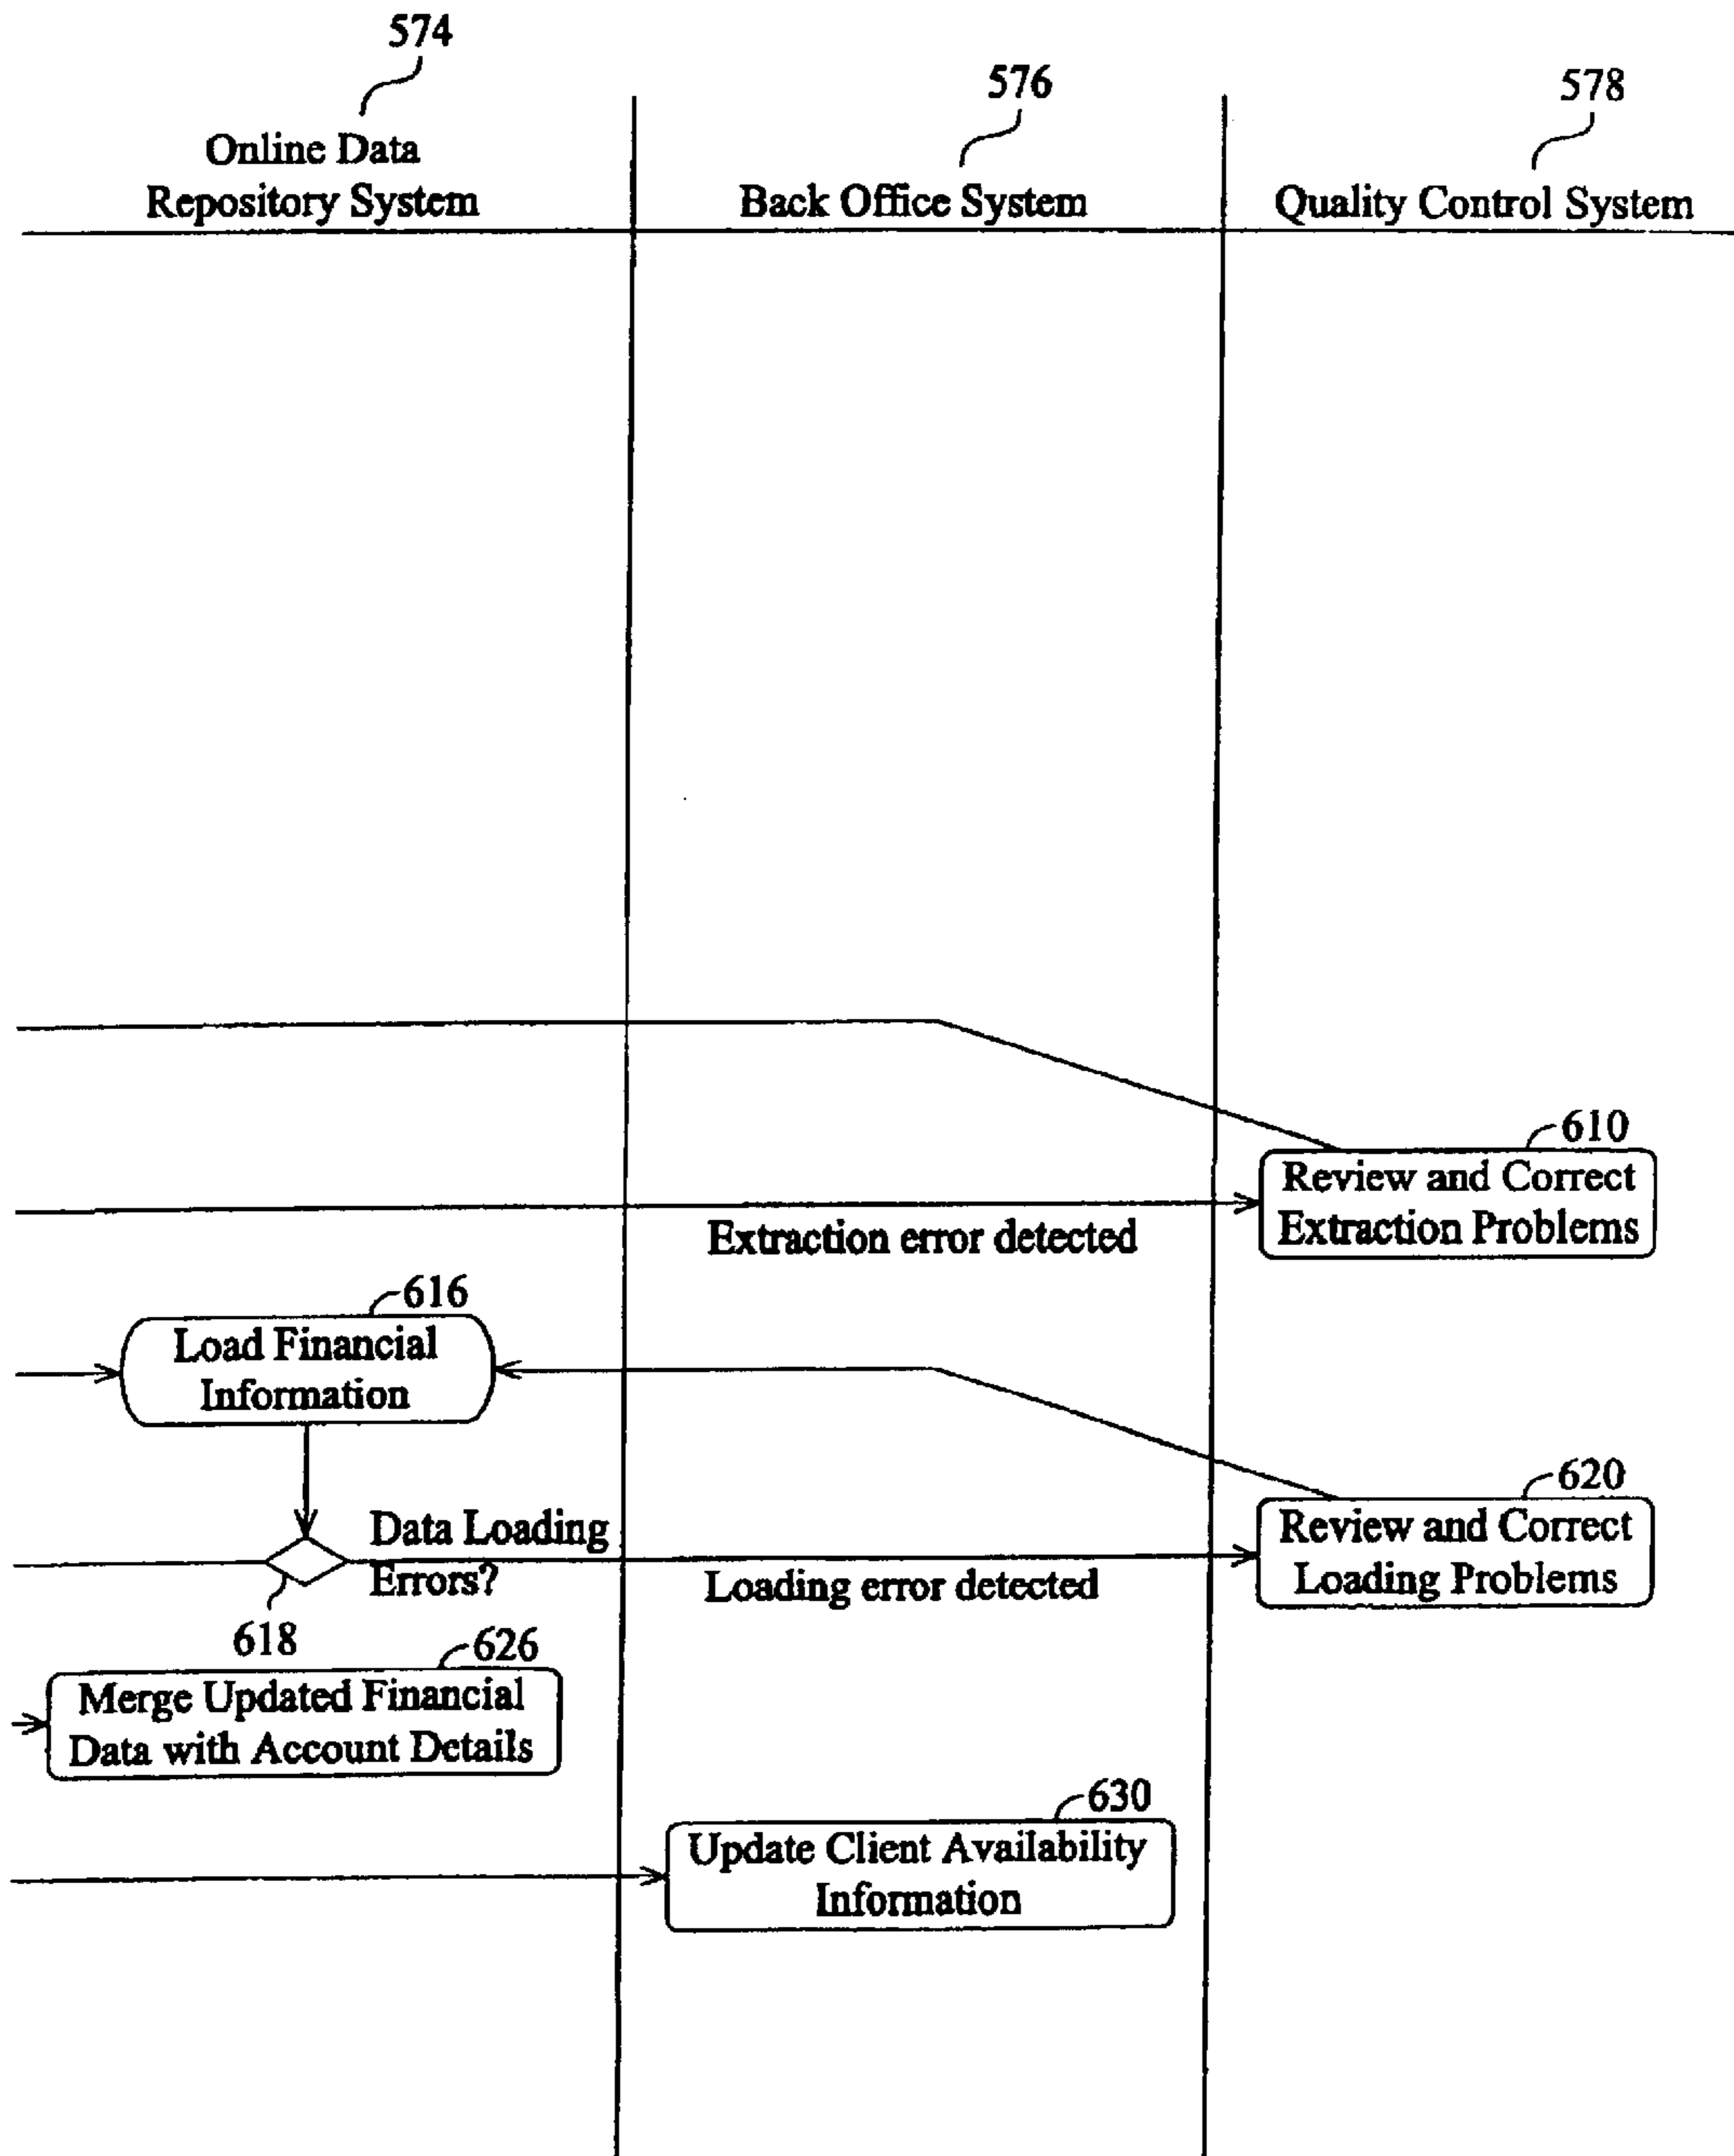 574
576
578
Online Data
Repository System
Back Office System
Quality Control System
610
Review and Correct
Extraction Problems
Extraction error detected
616
Load Financial
Information
620
Review and Correct
Loading Problems
Data Loading
Errors?
Loading error detected
618
626
Merge Updated Financial
Data with Account Details
630
Update Client Availability
Information